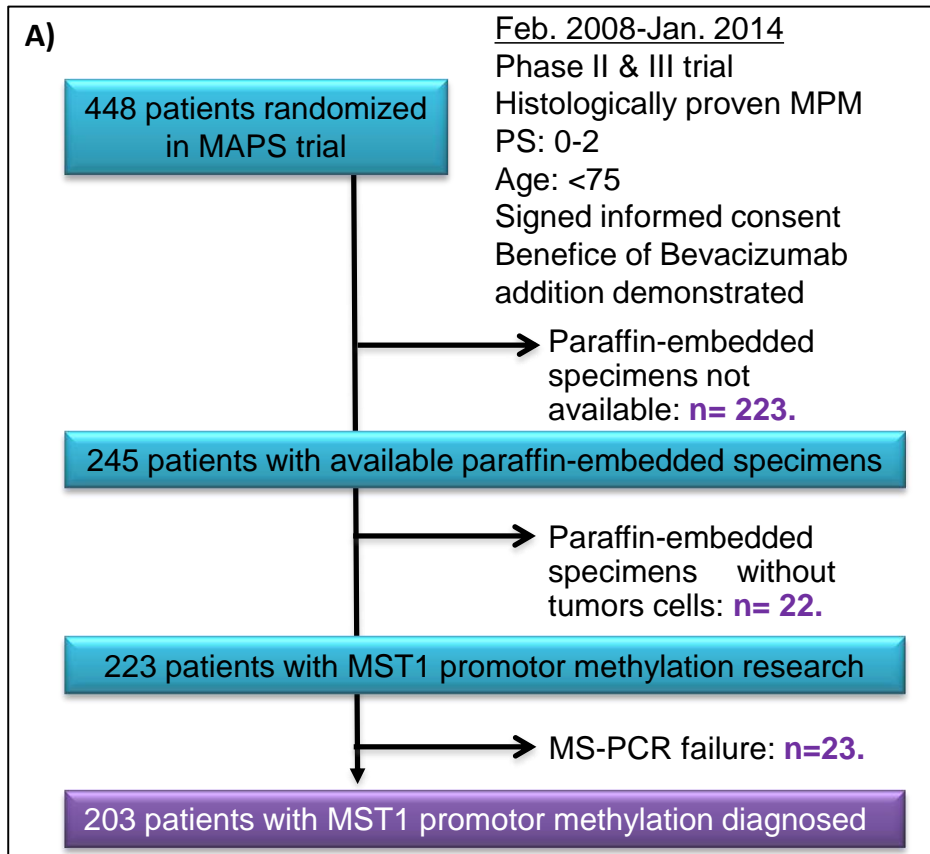 A)
448 patients randomized
in MAPS trial
Feb. 2008-Jan. 2014
Phase II & III trial
Histologically proven MPM
PS: 0-2
Age: <75
Signed informed consent
Benefice of Bevacizumab
addition demonstrated
Paraffin-embedded
specimens not
available: n= 223.
245 patients with available paraffin-embedded specimens
Paraffin-embedded
specimens without
tumors cells: n= 22.
223 patients with MST1 promotor methylation research
MS-PCR failure: n=23.
203 patients with MST1 promotor methylation diagnosed